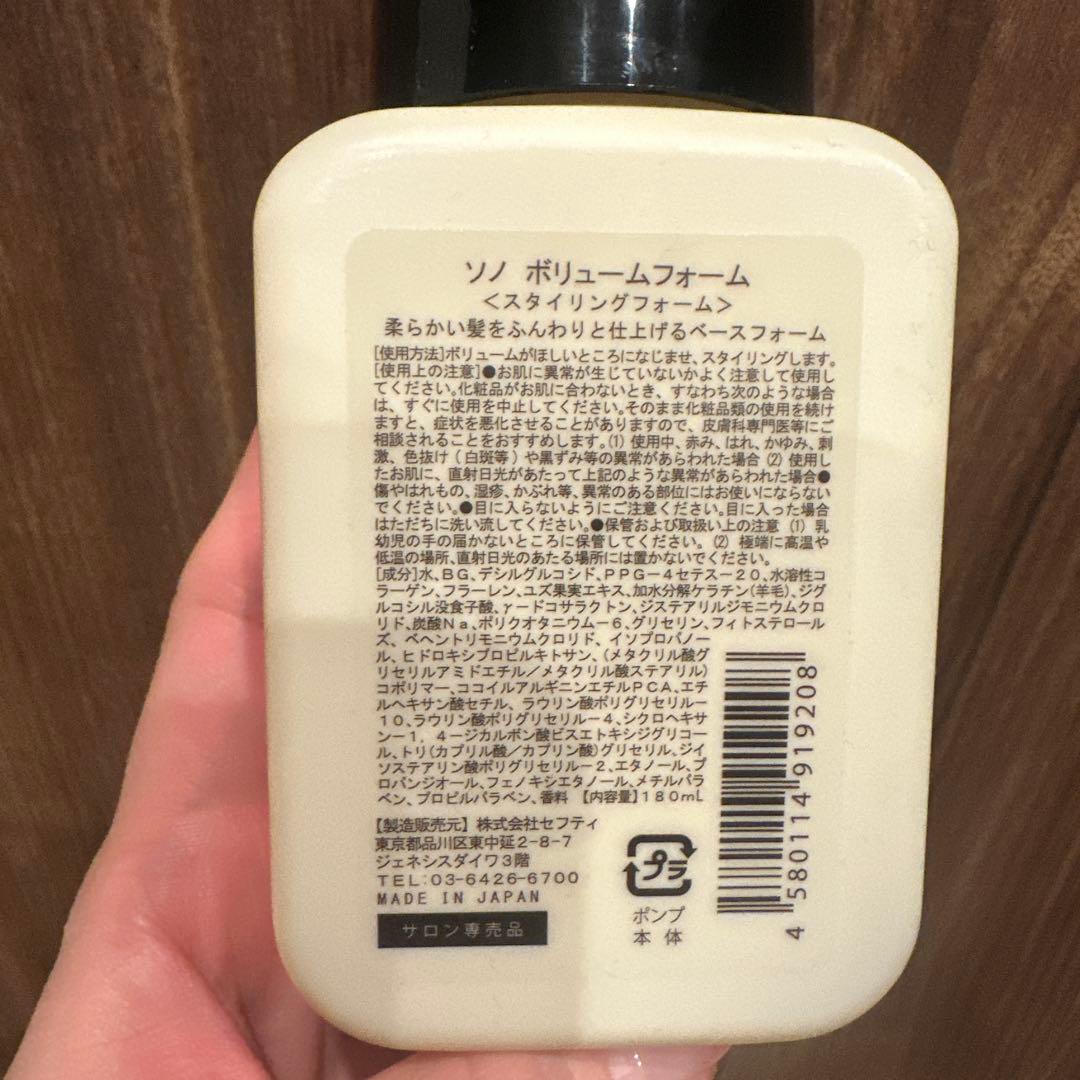 ソノ ボリュームフォーム
<スタイリングフォーム>
柔らかい髪をふんわりと仕上げるベースフォーム
[使用方法]ボリュームがほしいところになじませ、スタイリングします。
[使用上の注意]●お肌に異常が生じていないかよく注意して使用し
てください。化粧品がお肌に合わないとき、すなわち次のような場合
は、すぐに使用を中止してください。そのまま化粧品類の使用を続け
ますと、症状を悪化させることがありますので、皮膚科専門医等にご
相談されることをおすすめします。(1) 使用中、赤み、はれ、かゆみ、刺
激、色抜け(白斑等)や黒ずみ等の異常があらわれた場合 (2) 使用し
たお肌に、直射日光があたって上記のような異常があらわれた場合●
傷やはれもの、湿疹、かぶれ等、異常のある部位にはお使いにならない
でください。●目に入らないようにご注意ください。目に入った場合
はただちに洗い流してください。●保管および取扱い上の注意 (1) 乳
幼児の手の届かないところに保管してください。(2) 極端に高温や
低温の場所、直射日光のあたる場所には置かないでください。
[成分]水、BG、デシルグルコシド、PPG-4セテス-20、水溶性コ
ラーゲン、フラーレン、ユズ果実エキス、加水分解ケラチン(羊毛)、ジグ
ルコシル没食子酸、γ-ドコサラクトン、ジステアリルジモニウムクロ
リド、炭酸Na、ポリクオタニウム-6、グリセリン、フィトステロール
ズ、ベヘントリモニウムクロリド、イソプロパノー
ル、ヒドロキシプロピルキトサン、(メタクリル酸グ
リセリルアミドエチル/メタクリル酸ステアリル)
コポリマー、ココイルアルギニンエチルPCA、エチ
ルヘキサン酸セチル、ラウリン酸ポリグリセリル-
10、ラウリン酸ポリグリセリル-4、シクロヘキサ
ン-1,4-ジカルボン酸ビスエトキシジグリコー
ル、トリ(カプリル酸/カプリン酸)グリセリル、ジイ
ソステアリン酸ポリグリセリル-2、エタノール、プ
ロパンジオール、フェノキシエタノール、メチルパラ
ベン、プロピルパラベン、香料 【内容量】180mL
【製造販売元】株式会社セフティ
東京都品川区東中延2-8-7
ジェネシスダイワ3階
TEL:03-6426-6700
MADE IN JAPAN
サロン専売品
プラ
ポンプ
本体
4 580114 919208